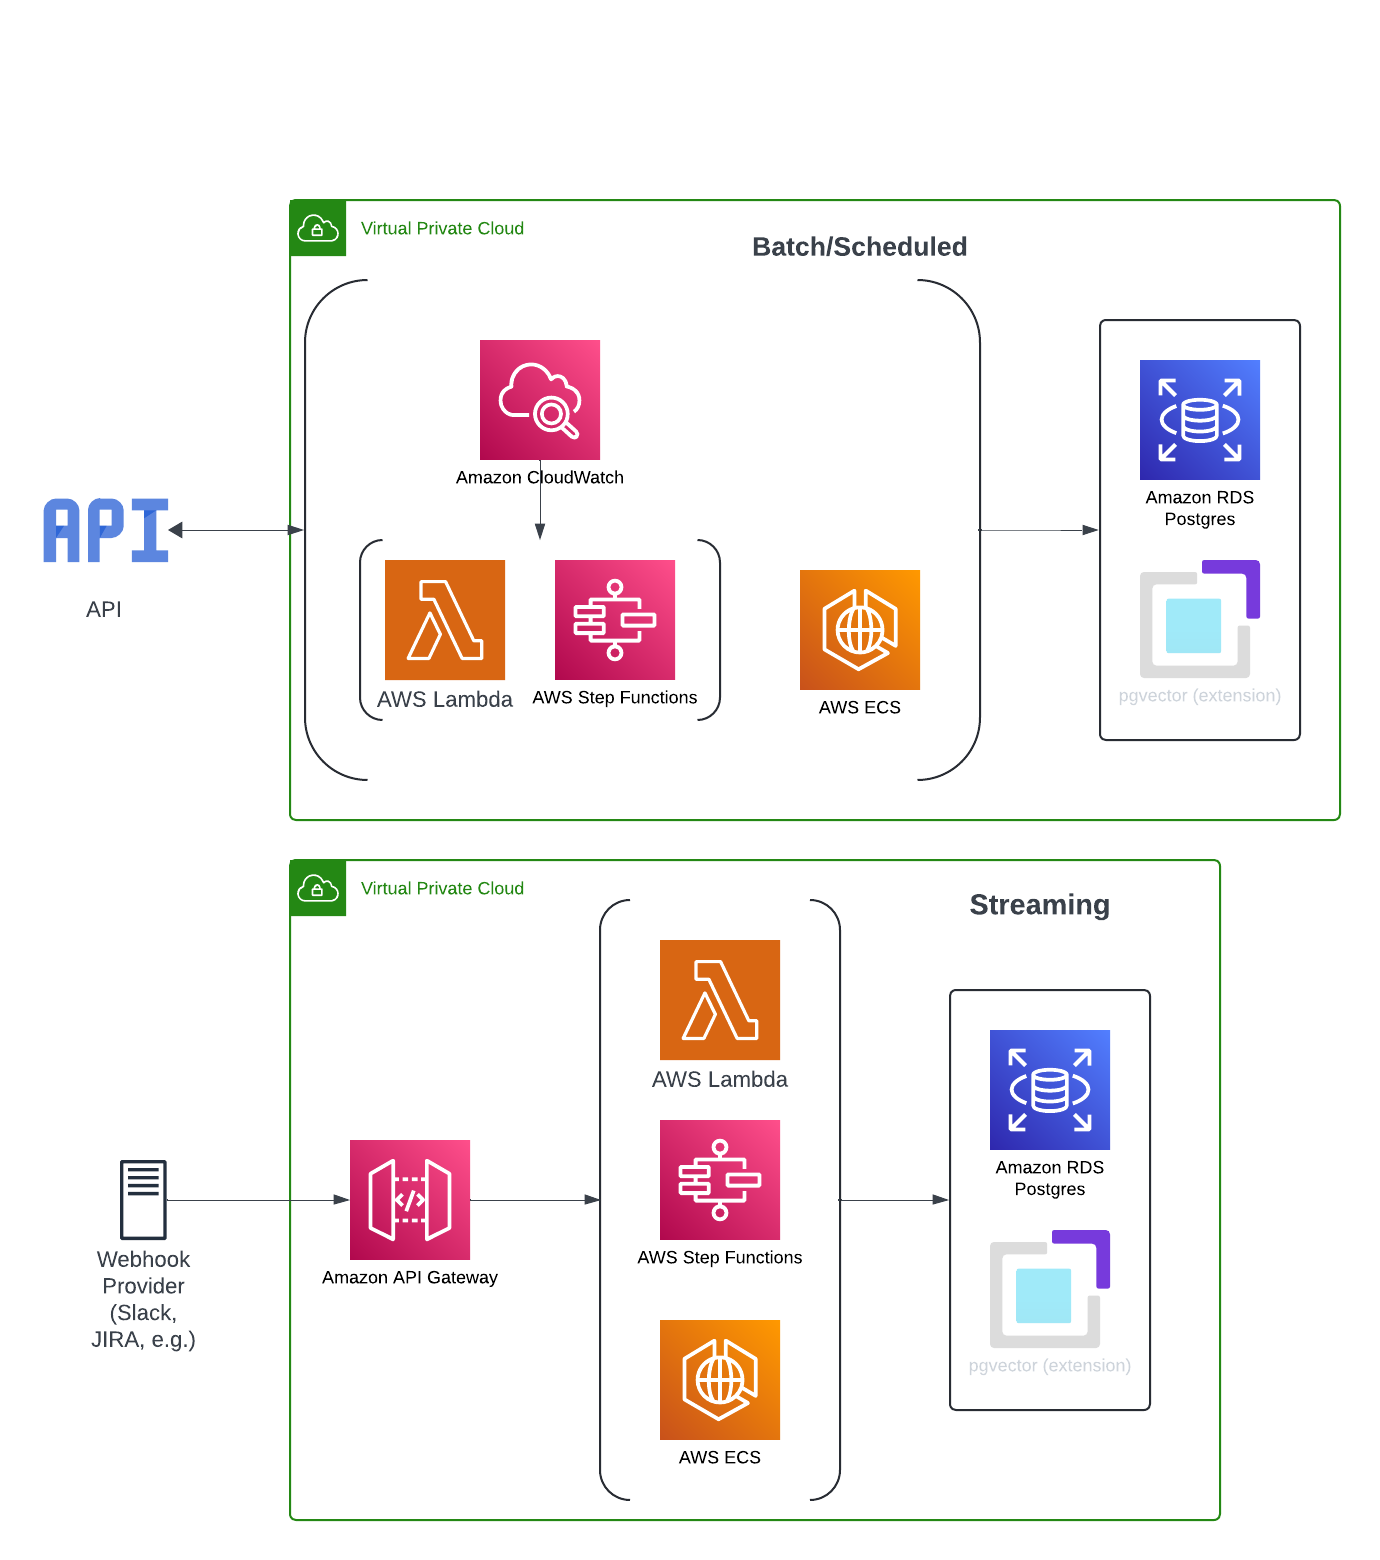 Virtual Private Cloud
Batch/Scheduled
Amazon CloudWatch
Amazon RDS
Postgres
API
API
AWS Lambda
AWS Step Functions
AWS ECS
pgvector (extension)
Virtual Private Cloud
Streaming
AWS Lambda
Amazon RDS
Postgres
Webhook
Provider
(Slack,
JIRA, e.g.)
Amazon API Gateway
AWS Step Functions
pgvector (extension)
AWS ECS